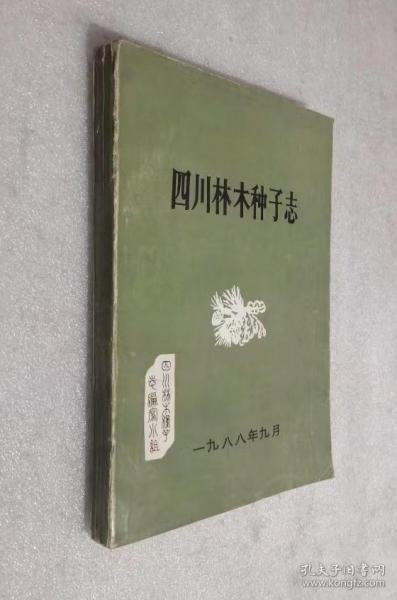 四川林木种子志
四川林木种子
志编写小组
一九八八年九月
孔夫子旧书网
kongfz.com